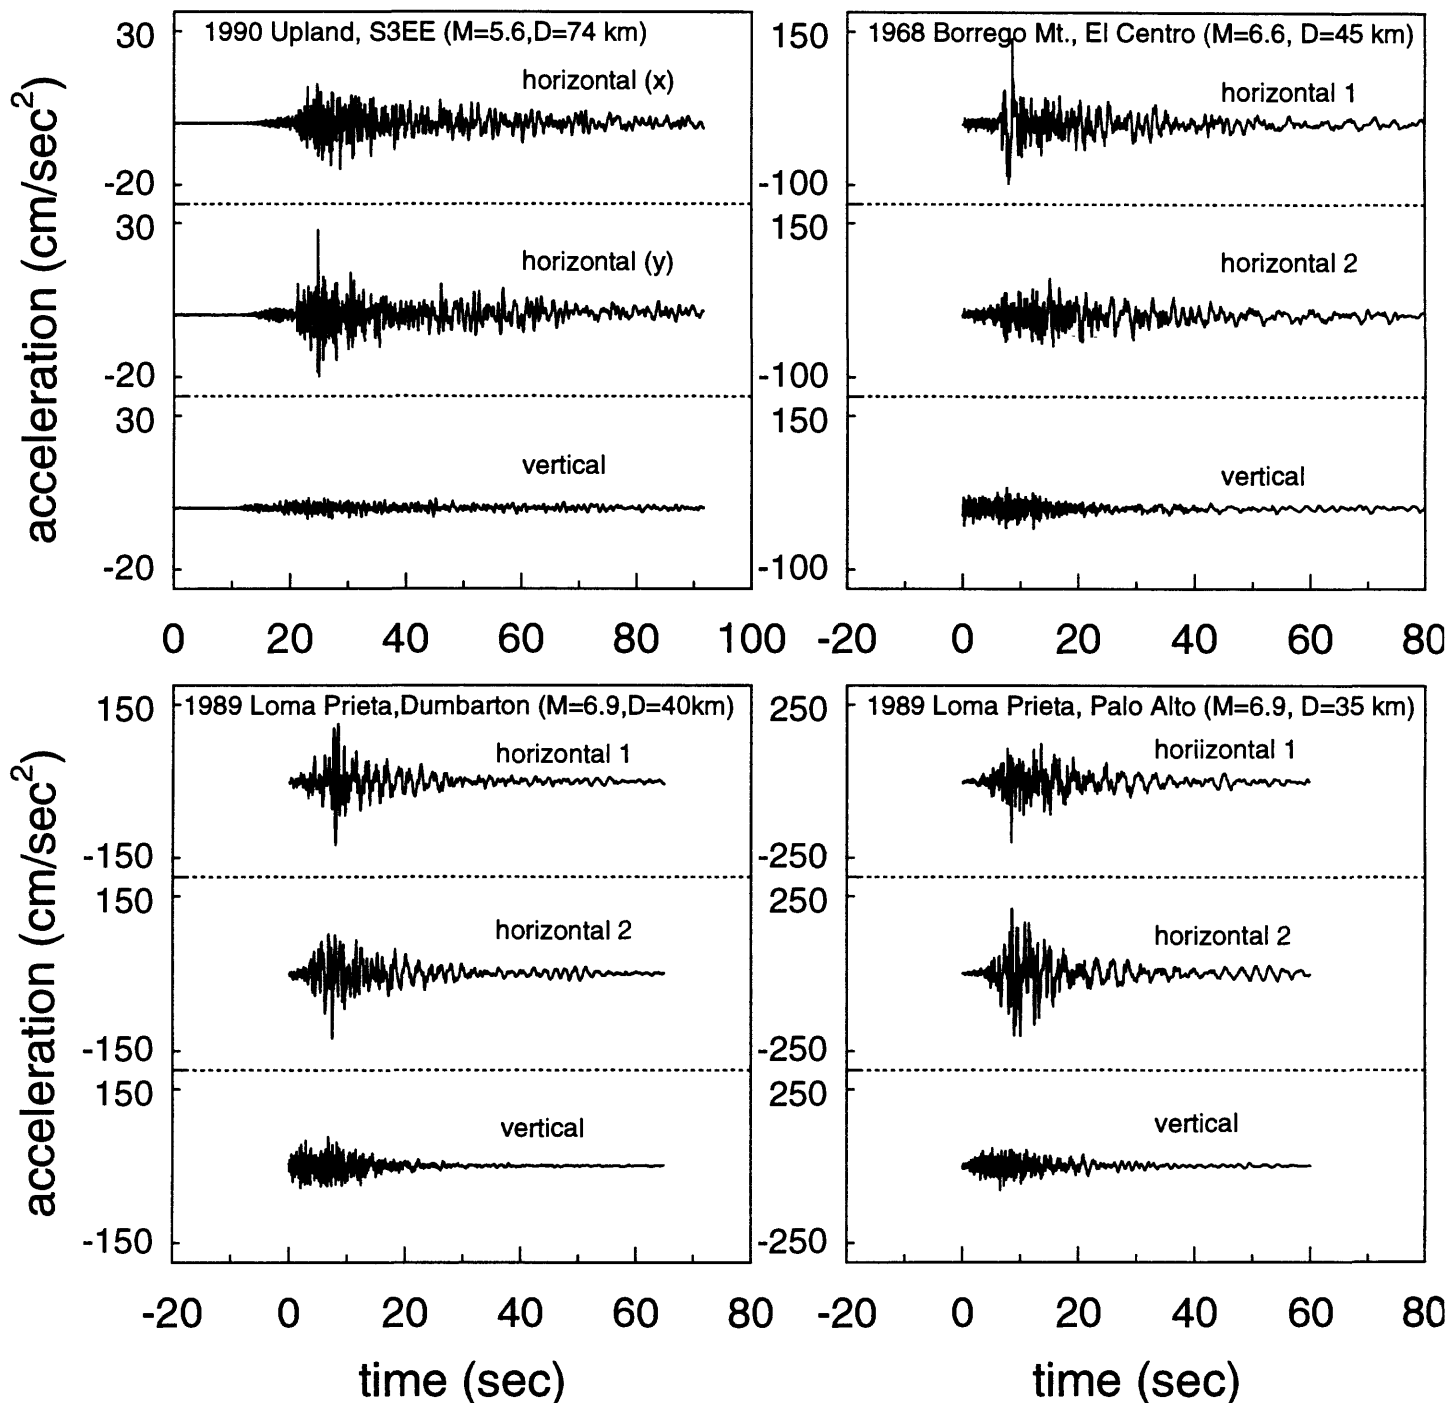 1990 Upland, S3EE (M=5.6,D=74 km)
30
horizontal (x)
-20
30
horizontal (y)
-20
30
vertical
-20
0 20 40 60 80 100
acceleration (cm/sec2)
1968 Borrego Mt., El Centro (M=6.6, D=45 km)
150
horizontal 1
-100
150
horizontal 2
-100
150
vertical
-100
-20 0 20 40 60 80
1989 Loma Prieta,Dumbarton (M=6.9,D=40km)
150
horizontal 1
-150
150
horizontal 2
-150
150
vertical
-150
-20 0 20 40 60
acceleration (cm/sec2)
time (sec)
1989 Loma Prieta, Palo Alto (M=6.9, D=35 km)
250
horiizontal 1
-250
250
horizontal 2
-250
250
vertical
-250
-20 0 20 40 60 80
time (sec)